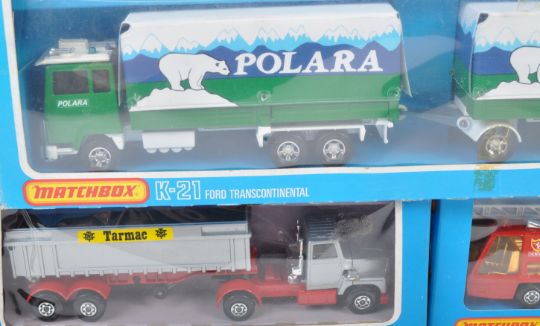 POLARA
POLARA
MATCHBOX K-21 FORD TRANSCONTINENTAL
Tarmac